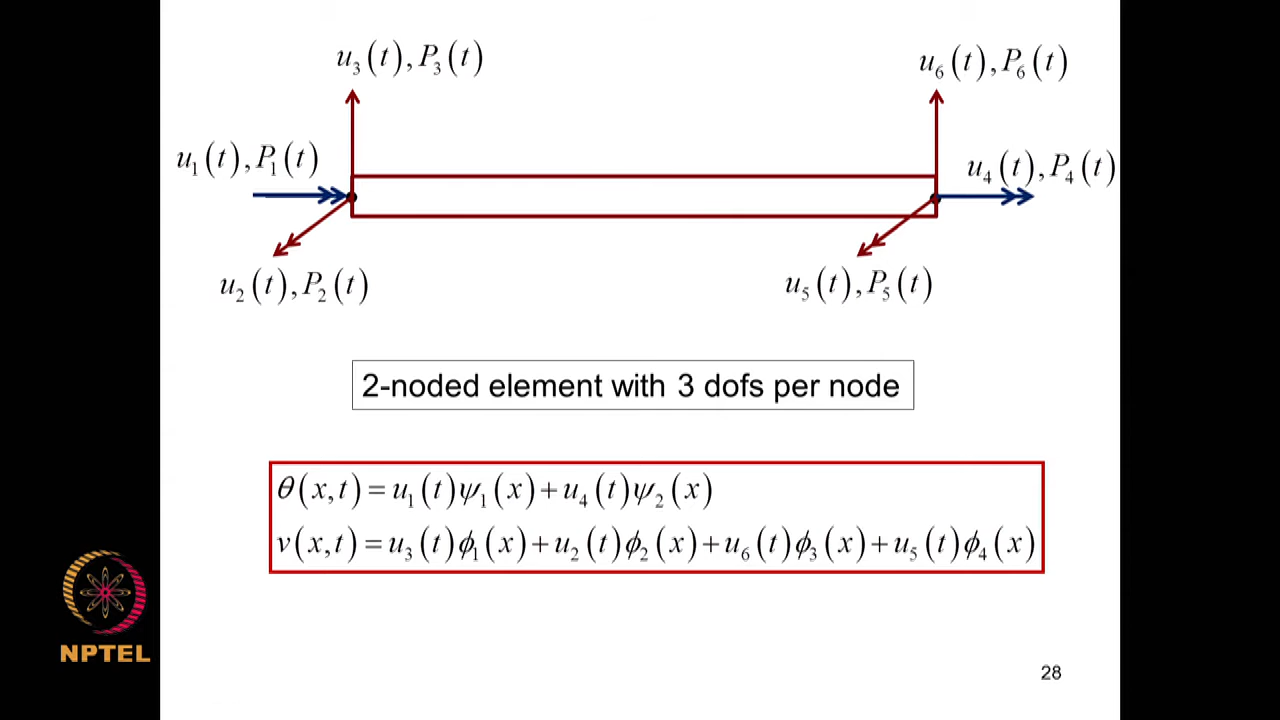 u₃(t), P₃(t)
u₆(t), P₆(t)
u₁(t), P₁(t)
u₄(t), P₄(t)
u₂(t), P₂(t)
u₅(t), P₅(t)
2-noded element with 3 dofs per node
θ(x,t) = u₁(t)ψ₁(x) + u₄(t)ψ₂(x)
v(x,t) = u₃(t)ϕ₁(x) + u₂(t)ϕ₂(x) + u₆(t)ϕ₃(x) + u₅(t)ϕ₄(x)
NPTEL
28